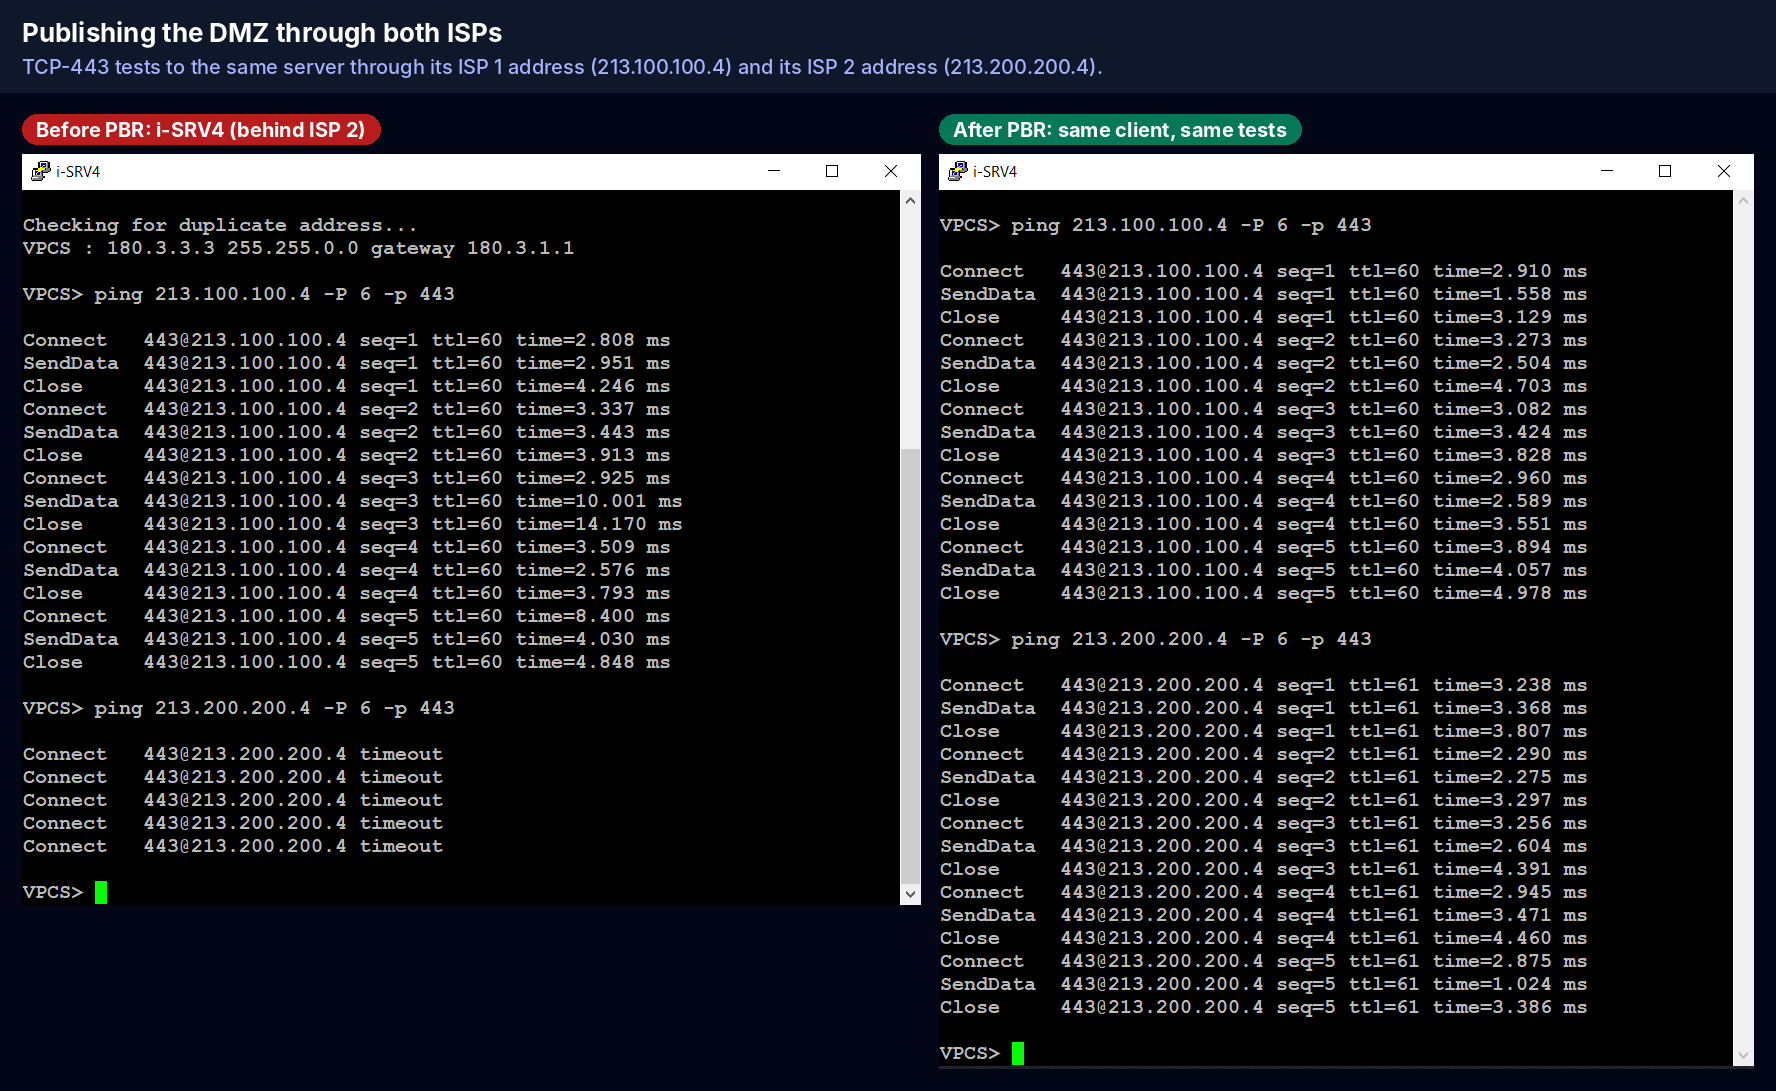 Publishing the DMZ through both ISPs
TCP-443 tests to the same server through its ISP 1 address (213.100.100.4) and its ISP 2 address (213.200.200.4).
Before PBR: i-SRV4 (behind ISP 2)
i-SRV4
Checking for duplicate address...
VPCS : 180.3.3.3 255.255.0.0 gateway 180.3.1.1
VPCS> ping 213.100.100.4 -P 6 -p 443
Connect   443@213.100.100.4 seq=1 ttl=60 time=2.808 ms
SendData  443@213.100.100.4 seq=1 ttl=60 time=2.951 ms
Close     443@213.100.100.4 seq=1 ttl=60 time=4.246 ms
Connect   443@213.100.100.4 seq=2 ttl=60 time=3.337 ms
SendData  443@213.100.100.4 seq=2 ttl=60 time=3.443 ms
Close     443@213.100.100.4 seq=2 ttl=60 time=3.913 ms
Connect   443@213.100.100.4 seq=3 ttl=60 time=2.925 ms
SendData  443@213.100.100.4 seq=3 ttl=60 time=10.001 ms
Close     443@213.100.100.4 seq=3 ttl=60 time=14.170 ms
Connect   443@213.100.100.4 seq=4 ttl=60 time=3.509 ms
SendData  443@213.100.100.4 seq=4 ttl=60 time=2.576 ms
Close     443@213.100.100.4 seq=4 ttl=60 time=3.793 ms
Connect   443@213.100.100.4 seq=5 ttl=60 time=8.400 ms
SendData  443@213.100.100.4 seq=5 ttl=60 time=4.030 ms
Close     443@213.100.100.4 seq=5 ttl=60 time=4.848 ms
VPCS> ping 213.200.200.4 -P 6 -p 443
Connect   443@213.200.200.4 timeout
Connect   443@213.200.200.4 timeout
Connect   443@213.200.200.4 timeout
Connect   443@213.200.200.4 timeout
Connect   443@213.200.200.4 timeout
VPCS>
After PBR: same client, same tests
i-SRV4
VPCS> ping 213.100.100.4 -P 6 -p 443
Connect   443@213.100.100.4 seq=1 ttl=60 time=2.910 ms
SendData  443@213.100.100.4 seq=1 ttl=60 time=1.558 ms
Close     443@213.100.100.4 seq=1 ttl=60 time=3.129 ms
Connect   443@213.100.100.4 seq=2 ttl=60 time=3.273 ms
SendData  443@213.100.100.4 seq=2 ttl=60 time=2.504 ms
Close     443@213.100.100.4 seq=2 ttl=60 time=4.703 ms
Connect   443@213.100.100.4 seq=3 ttl=60 time=3.082 ms
SendData  443@213.100.100.4 seq=3 ttl=60 time=3.424 ms
Close     443@213.100.100.4 seq=3 ttl=60 time=3.828 ms
Connect   443@213.100.100.4 seq=4 ttl=60 time=2.960 ms
SendData  443@213.100.100.4 seq=4 ttl=60 time=2.589 ms
Close     443@213.100.100.4 seq=4 ttl=60 time=3.551 ms
Connect   443@213.100.100.4 seq=5 ttl=60 time=3.894 ms
SendData  443@213.100.100.4 seq=5 ttl=60 time=4.057 ms
Close     443@213.100.100.4 seq=5 ttl=60 time=4.978 ms
VPCS> ping 213.200.200.4 -P 6 -p 443
Connect   443@213.200.200.4 seq=1 ttl=61 time=3.238 ms
SendData  443@213.200.200.4 seq=1 ttl=61 time=3.368 ms
Close     443@213.200.200.4 seq=1 ttl=61 time=3.807 ms
Connect   443@213.200.200.4 seq=2 ttl=61 time=2.290 ms
SendData  443@213.200.200.4 seq=2 ttl=61 time=2.275 ms
Close     443@213.200.200.4 seq=2 ttl=61 time=3.297 ms
Connect   443@213.200.200.4 seq=3 ttl=61 time=3.256 ms
SendData  443@213.200.200.4 seq=3 ttl=61 time=2.604 ms
Close     443@213.200.200.4 seq=3 ttl=61 time=4.391 ms
Connect   443@213.200.200.4 seq=4 ttl=61 time=2.945 ms
SendData  443@213.200.200.4 seq=4 ttl=61 time=3.471 ms
Close     443@213.200.200.4 seq=4 ttl=61 time=4.460 ms
Connect   443@213.200.200.4 seq=5 ttl=61 time=2.875 ms
SendData  443@213.200.200.4 seq=5 ttl=61 time=1.024 ms
Close     443@213.200.200.4 seq=5 ttl=61 time=3.386 ms
VPCS>